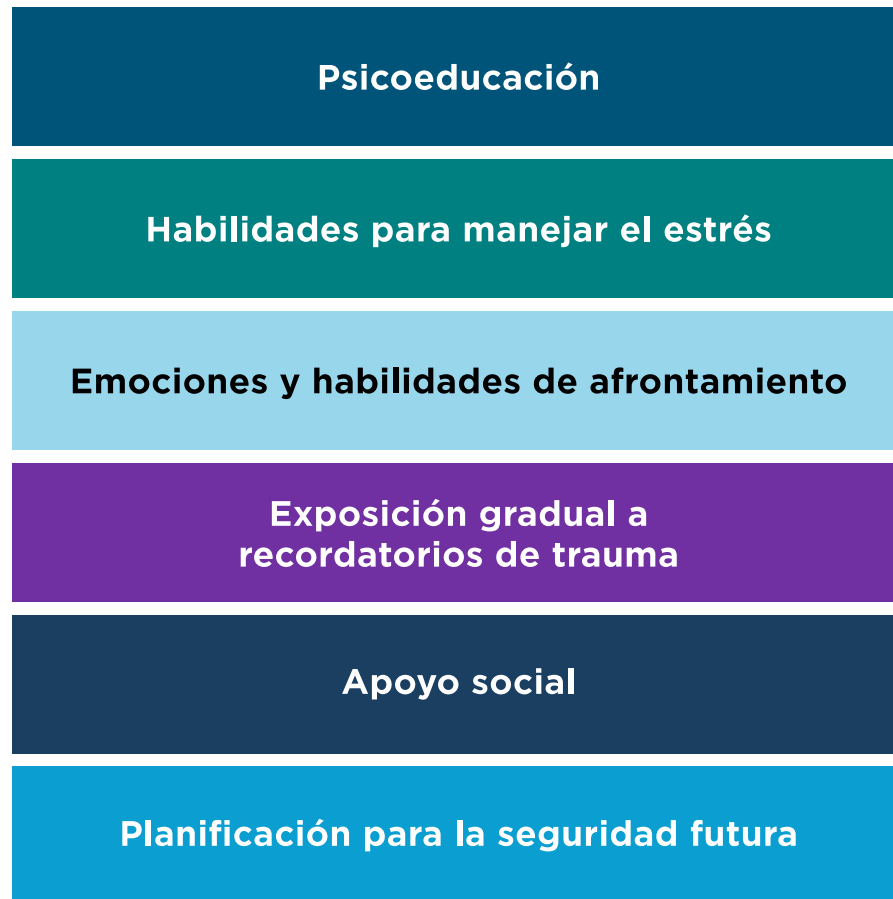 Psicoeducación
Habilidades para manejar el estrés
Emociones y habilidades de afrontamiento
Exposición gradual a
recordatorios de trauma
Apoyo social
Planificación para la seguridad futura